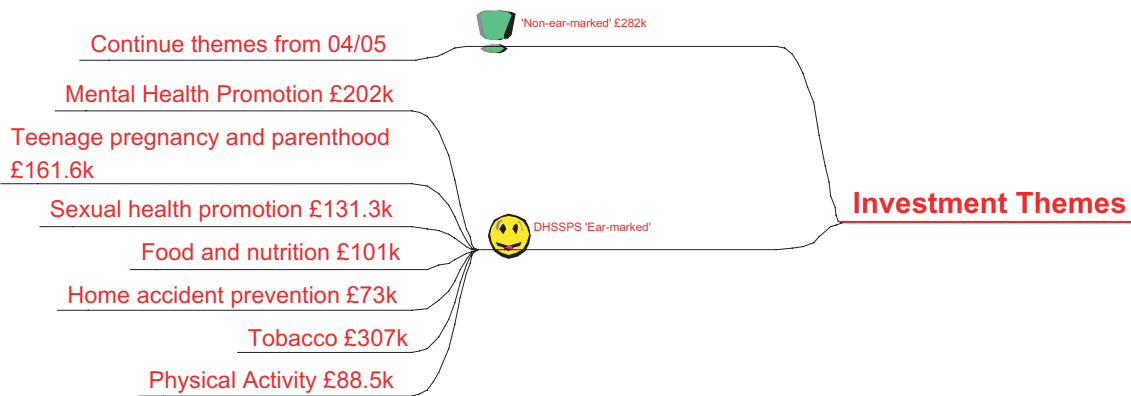 'Non-ear-marked' £282k
Continue themes from 04/05
Mental Health Promotion £202k
Teenage pregnancy and parenthood
£161.6k
Sexual health promotion £131.3k
Food and nutrition £101k
Home accident prevention £73k
Tobacco £307k
Physical Activity £88.5k
DHSSPS 'Ear-marked'
Investment Themes